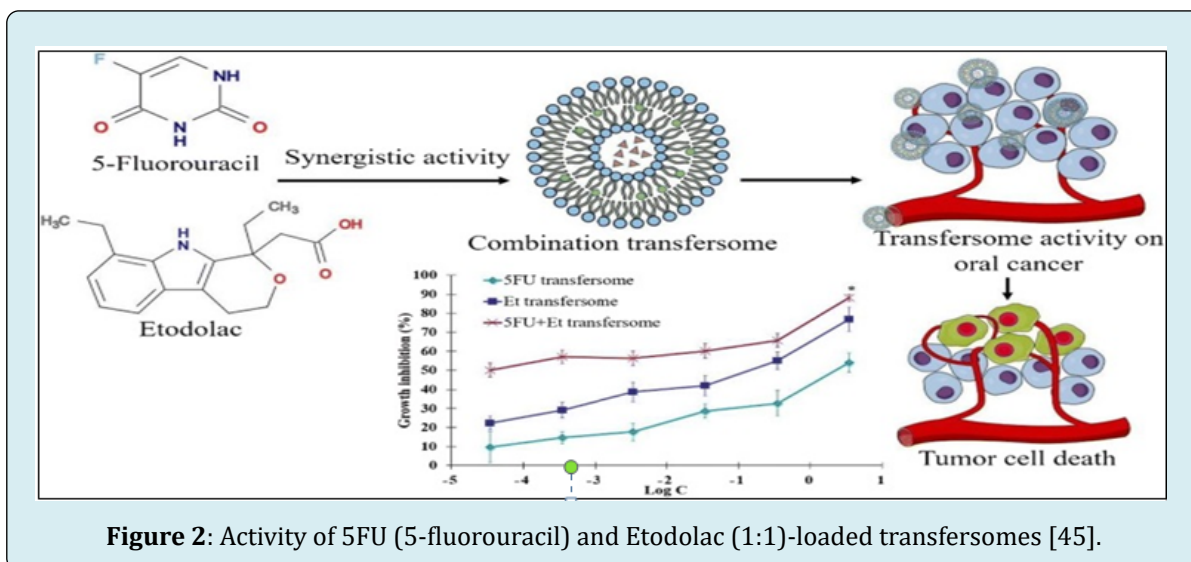 F
NH
O
N
H
O
5-Fluorouracil
Synergistic activity
H₃C
CH₃
H
N
OH
O
O
Etodolac
Combination transfersome
Transfersome activity on
oral cancer
Tumor cell death
100
90
80
70
60
50
40
30
20
10
0
Growth inhibition (%)
5FU transfersome
Et transfersome
5FU+Et transfersome
*
-5 -4 -3 -2 -1 0 1
Log C
Figure 2: Activity of 5FU (5-fluorouracil) and Etodolac (1:1)-loaded transfersomes [45].